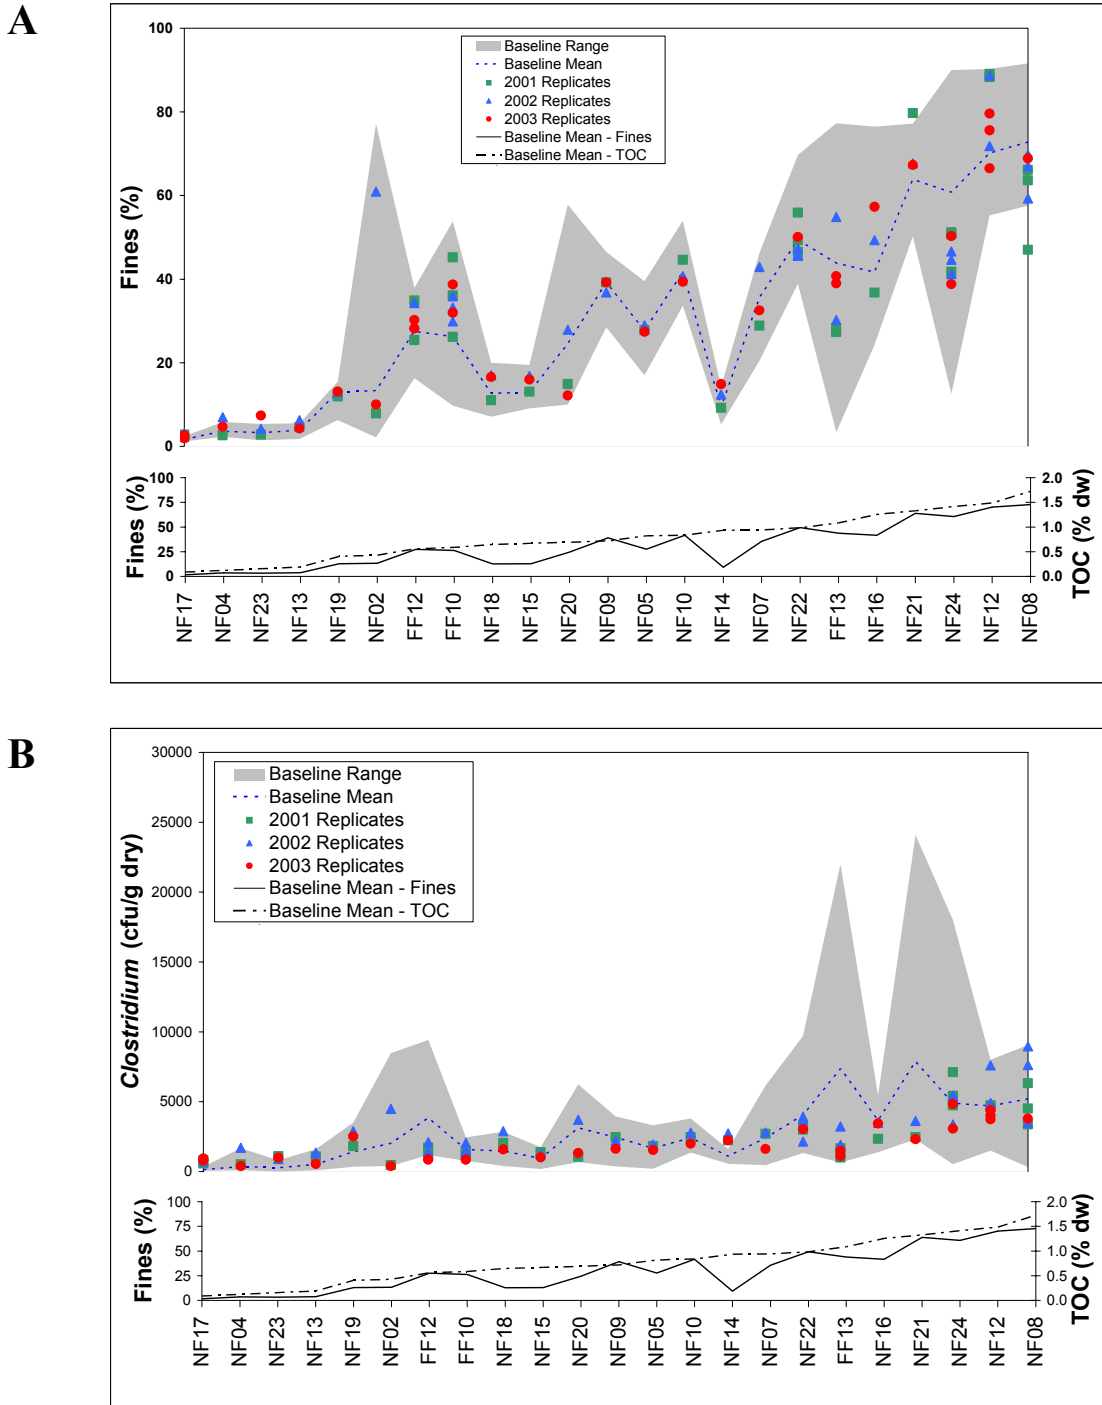 A
100
80
60
40
20
0
Fines (%)
Baseline Range
Baseline Mean
2001 Replicates
2002 Replicates
2003 Replicates
Baseline Mean - Fines
Baseline Mean - TOC
100
75
50
25
0
Fines (%)
2.0
1.5
1.0
0.5
0.0
TOC (% dw)
NF17 NF04 NF23 NF13 NF19 NF02 FF12 FF10 NF18 NF15 NF20 NF09 NF05 NF10 NF14 NF07 NF22 FF13 NF16 NF21 NF24 NF12 NF08
B
30000
25000
20000
15000
10000
5000
0
Clostridium (cfu/g dry)
Baseline Range
Baseline Mean
2001 Replicates
2002 Replicates
2003 Replicates
Baseline Mean - Fines
Baseline Mean - TOC
100
75
50
25
0
Fines (%)
2.0
1.5
1.0
0.5
0.0
TOC (% dw)
NF17 NF04 NF23 NF13 NF19 NF02 FF12 FF10 NF18 NF15 NF20 NF09 NF05 NF10 NF14 NF07 NF22 FF13 NF16 NF21 NF24 NF12 NF08